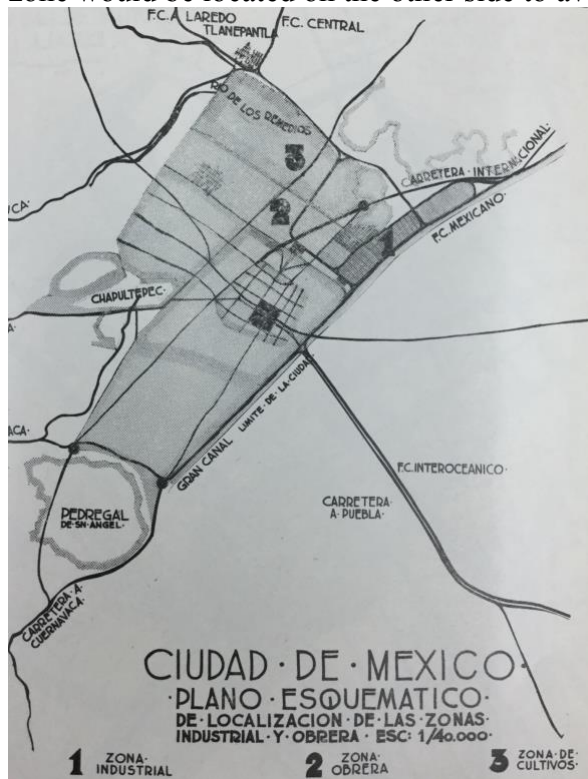 F.C. A LAREDO
TLANEPANTLA
F.C. CENTRAL
RIO DE LOS REMEDIOS
3
CARRETERA · INTERNACIONAL ·
2
1
F.C. MEXICANO
CHAPULTEPEC ·
GRAN CANAL
LIMITE · DE · LA · CIUDAD
ACA ·
PEDREGAL
DE · SN · ANGEL ·
F.C. INTEROCEANICO ·
CARRETERA ·
A · PUEBLA ·
CARRETERA · A ·
CUERNAVACA ·
CIUDAD · DE · MEXICO ·
· PLANO · ESQUEMATICO ·
DE · LOCALIZACION · DE · LAS · ZONAS ·
INDUSTRIAL · Y · OBRERA · ESC: 1/40.000 ·
1 ZONA ·
INDUSTRIAL
2 ZONA ·
OBRERA
3 ZONA · DE ·
CULTIVOS ·